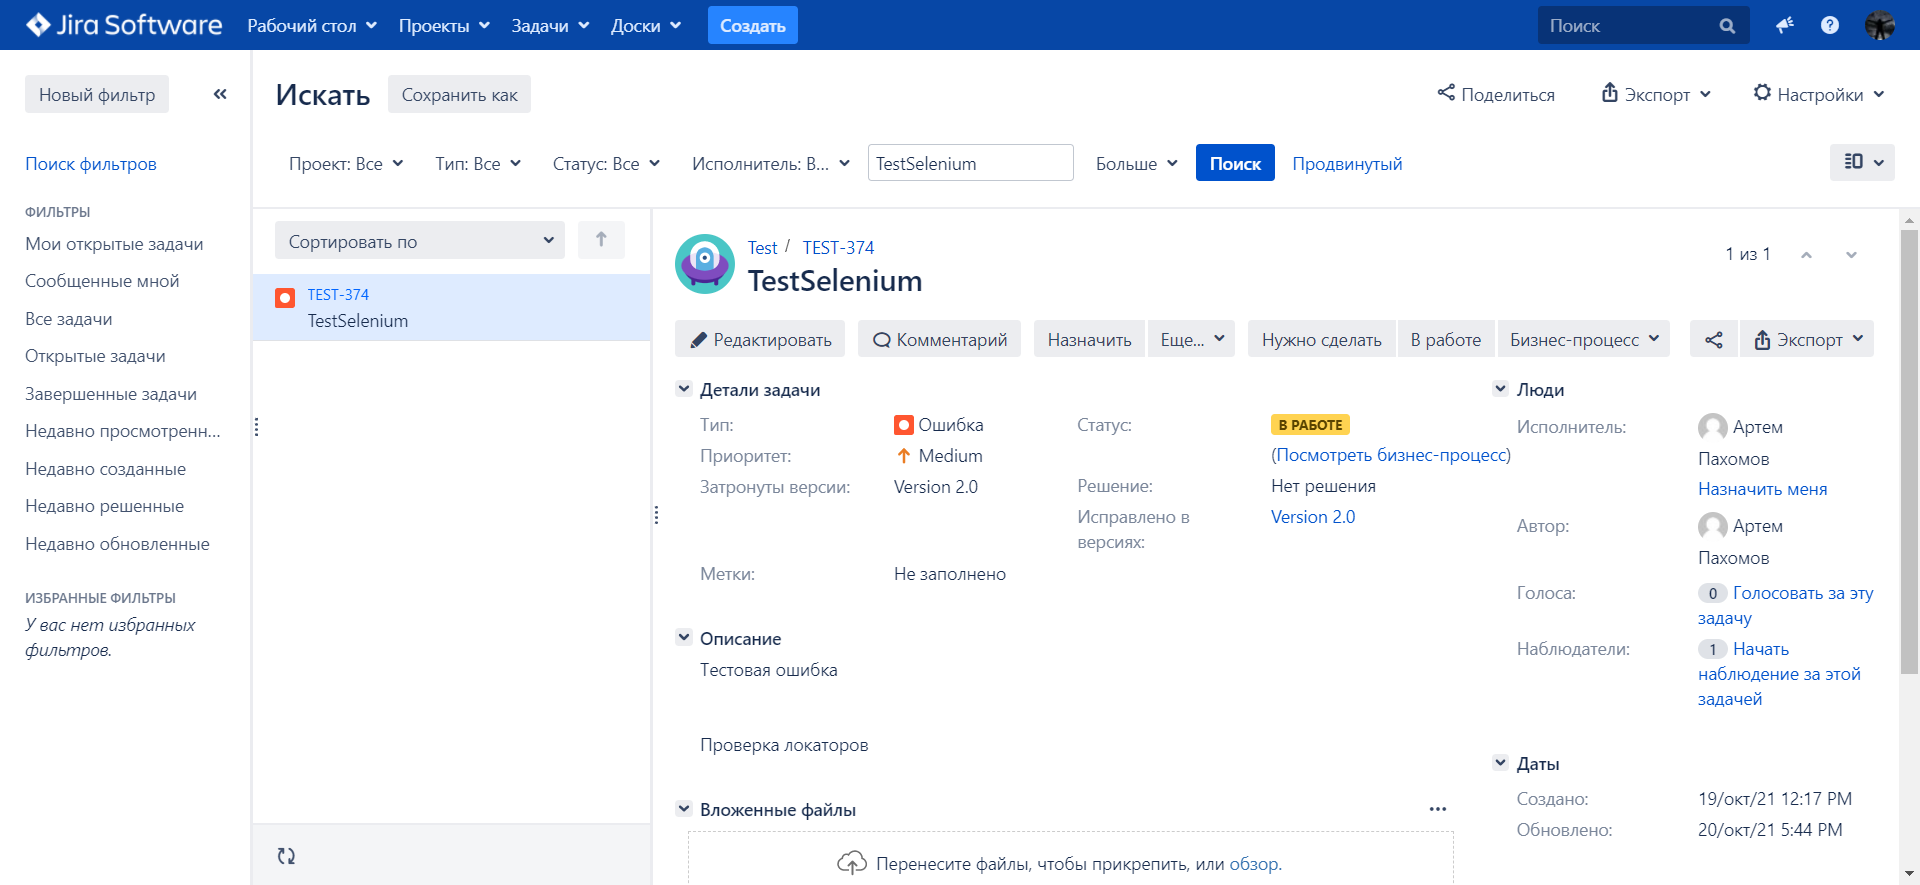 Jira Software Рабочий стол Проекты Задачи Доски Создать Поиск
Новый фильтр
Поиск фильтров
ФИЛЬТРЫ
Мои открытые задачи
Сообщенные мной
Все задачи
Открытые задачи
Завершенные задачи
Недавно просмотренн...
Недавно созданные
Недавно решенные
Недавно обновленные
ИЗБРАННЫЕ ФИЛЬТРЫ
У вас нет избранных
фильтров.
Искать Сохранить как Поделиться Экспорт Настройки
Проект: Все Тип: Все Статус: Все Исполнитель: В... TestSelenium Больше Поиск Продвинутый
Сортировать по
TEST-374
TestSelenium
Test / TEST-374
TestSelenium
1 из 1
Редактировать Комментарий Назначить Еще... Нужно сделать В работе Бизнес-процесс Экспорт
Детали задачи
Тип: Ошибка
Приоритет: Medium
Затронуты версии: Version 2.0
Метки: Не заполнено
Статус: В РАБОТЕ
(Посмотреть бизнес-процесс)
Решение: Нет решения
Исправлено в Version 2.0
версиях:
Описание
Тестовая ошибка
Проверка локаторов
Вложенные файлы
Перенесите файлы, чтобы прикрепить, или обзор.
Люди
Исполнитель: Артем
Пахомов
Назначить меня
Автор: Артем
Пахомов
Голоса: 0 Голосовать за эту
задачу
Наблюдатели: 1 Начать
наблюдение за этой
задачей
Даты
Создано: 19/окт/21 12:17 PM
Обновлено: 20/окт/21 5:44 PM